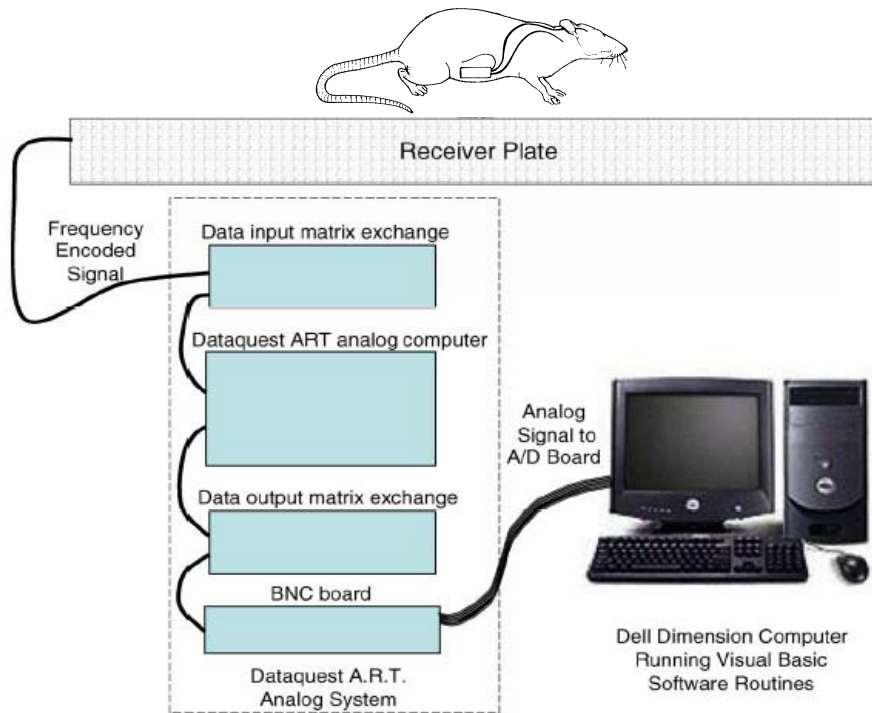 Receiver Plate
Frequency
Encoded
Signal
Data input matrix exchange
Dataquest ART analog computer
Data output matrix exchange
BNC board
Dataquest A.R.T.
Analog System
Analog
Signal to
A/D Board
Dell Dimension Computer
Running Visual Basic
Software Routines